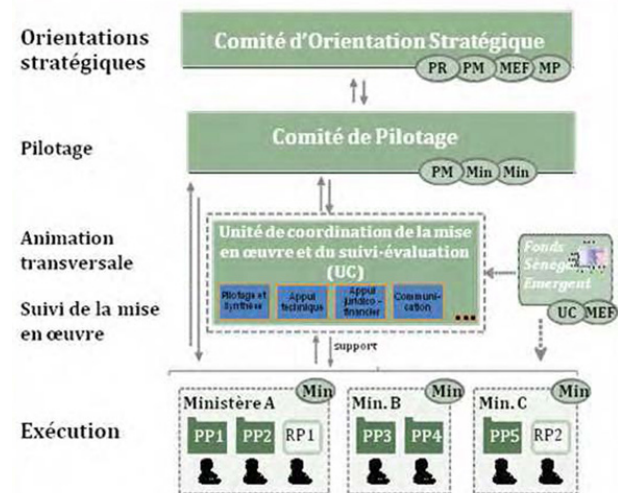 Orientations
stratégiques
Comité d'Orientation Stratégique
PR PM MEF MP
Pilotage
Comité de Pilotage
PM Min Min
Animation
transversale
Suivi de la mise
en œuvre
Unité de coordination de la mise
en œuvre et du suivi-évaluation
(UC)
Pilotage et
synthèse
Appui
technique
Appui
juridico-
financier
Communi-
cation
Fonds
Sénégal
Emergent
UC MEF
support
Exécution
Ministère A
Min
PP1 PP2 RP1
Min. B
Min
PP3 PP4
Min. C
Min
PP5 RP2